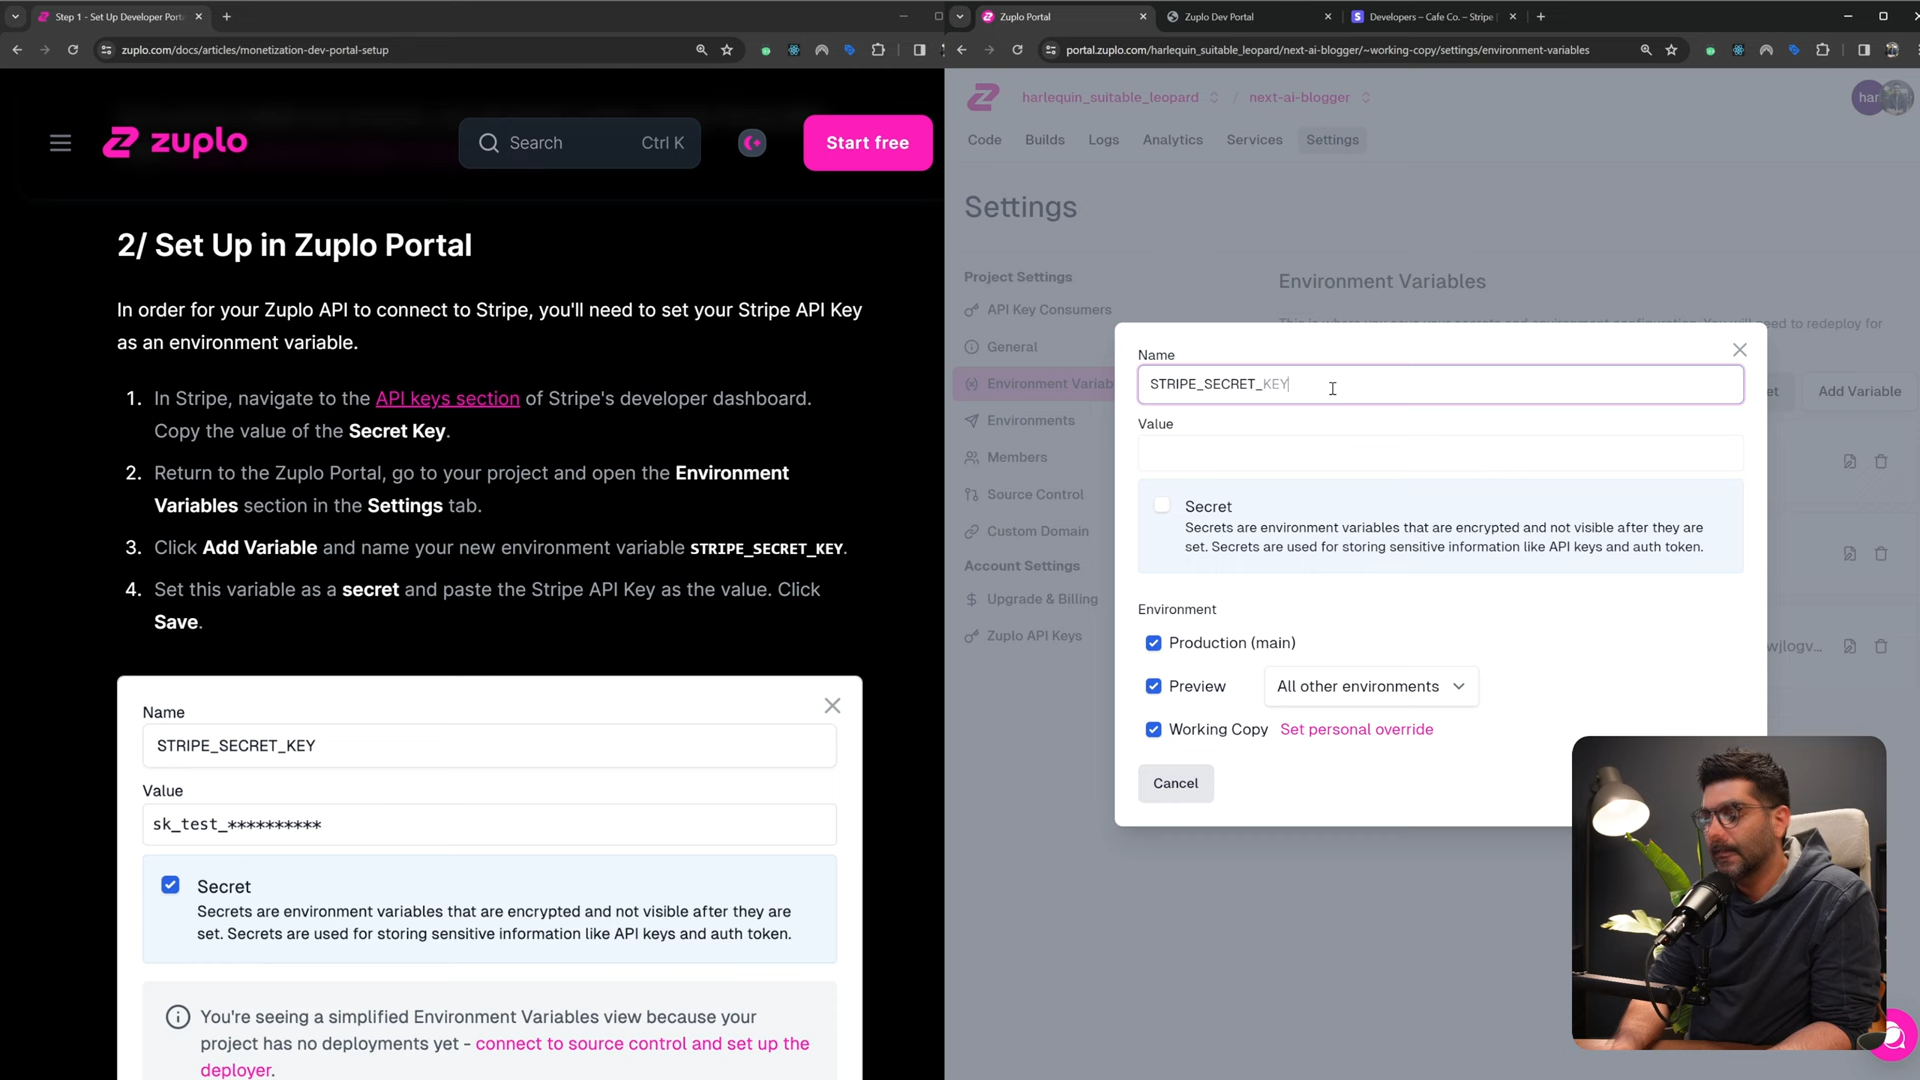 Step 1 - Set Up Developer Porta
zuplo.com/docs/articles/monetization-dev-portal-setup
zuplo
Search
Ctrl K
Start free
2/ Set Up in Zuplo Portal
In order for your Zuplo API to connect to Stripe, you'll need to set your Stripe API Key
as an environment variable.
1. In Stripe, navigate to the API keys section of Stripe's developer dashboard.
Copy the value of the Secret Key.
2. Return to the Zuplo Portal, go to your project and open the Environment
Variables section in the Settings tab.
3. Click Add Variable and name your new environment variable STRIPE_SECRET_KEY.
4. Set this variable as a secret and paste the Stripe API Key as the value. Click
Save.
Name
STRIPE_SECRET_KEY
Value
sk_test_**********
Secret
Secrets are environment variables that are encrypted and not visible after they are
set. Secrets are used for storing sensitive information like API keys and auth token.
You're seeing a simplified Environment Variables view because your
project has no deployments yet - connect to source control and set up the
deployer.
Zuplo Portal
Zuplo Dev Portal
Developers – Cafe Co. – Stripe
portal.zuplo.com/harlequin_suitable_leopard/next-ai-blogger/~working-copy/settings/environment-variables
harlequin_suitable_leopard / next-ai-blogger
har
Code
Builds
Logs
Analytics
Services
Settings
Settings
Project Settings
API Key Consumers
General
Environment Variab
Environments
Members
Source Control
Custom Domain
Account Settings
Upgrade & Billing
Zuplo API Keys
Environment Variables
need to redeploy for
et
Add Variable
wjlogv...
Name
STRIPE_SECRET_KEY
Value
Secret
Secrets are environment variables that are encrypted and not visible after they are
set. Secrets are used for storing sensitive information like API keys and auth token.
Environment
Production (main)
Preview
All other environments
Working Copy
Set personal override
Cancel